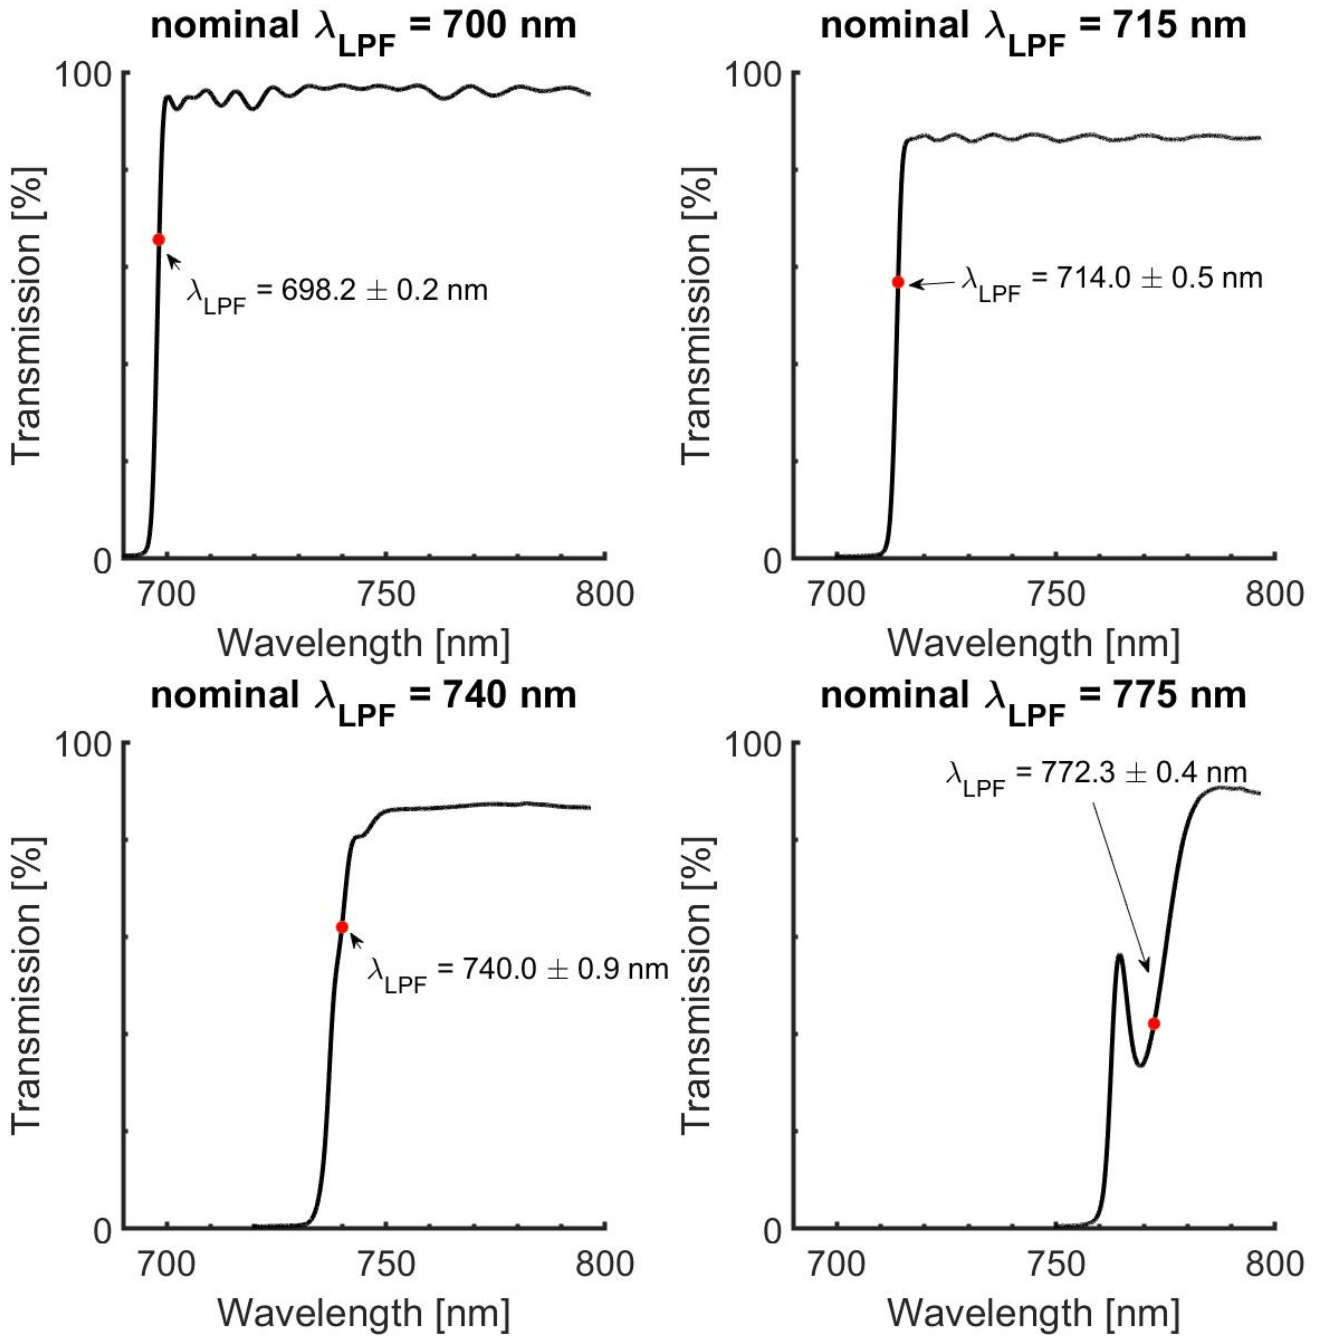 nominal λLPF = 700 nm
100
0
Transmission [%]
λLPF = 698.2 ± 0.2 nm
700 750 800
Wavelength [nm]
nominal λLPF = 715 nm
100
0
Transmission [%]
λLPF = 714.0 ± 0.5 nm
700 750 800
Wavelength [nm]
nominal λLPF = 740 nm
100
0
Transmission [%]
λLPF = 740.0 ± 0.9 nm
700 750 800
Wavelength [nm]
nominal λLPF = 775 nm
100
0
Transmission [%]
λLPF = 772.3 ± 0.4 nm
700 750 800
Wavelength [nm]